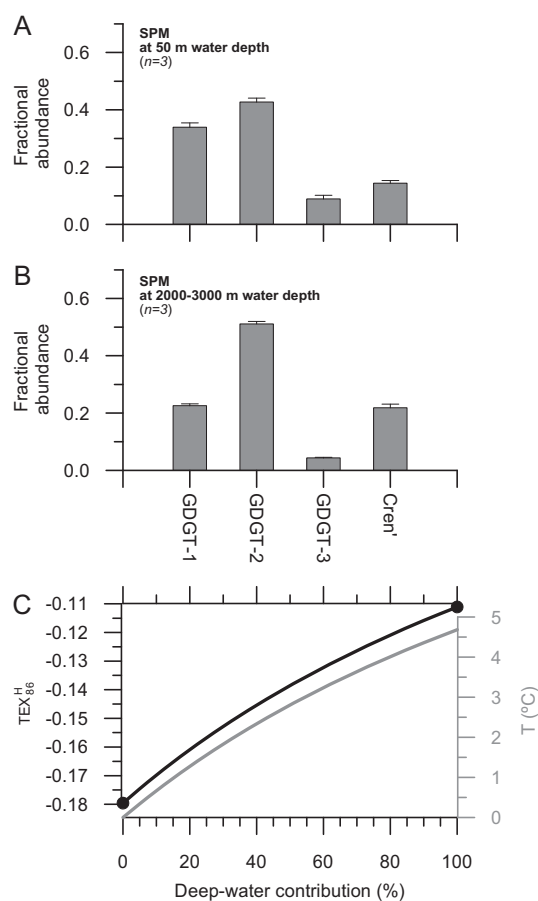 A
SPM
at 50 m water depth
(n=3)
Fractional
abundance
0.6
0.4
0.2
0.0
B
SPM
at 2000-3000 m water depth
(n=3)
Fractional
abundance
0.6
0.4
0.2
0.0
GDGT-1
GDGT-2
GDGT-3
Cren'
C
TEX H 86
-0.11
-0.12
-0.13
-0.14
-0.15
-0.16
-0.17
-0.18
5
4
3
2
1
0
T (ºC)
0 20 40 60 80 100
Deep-water contribution (%)